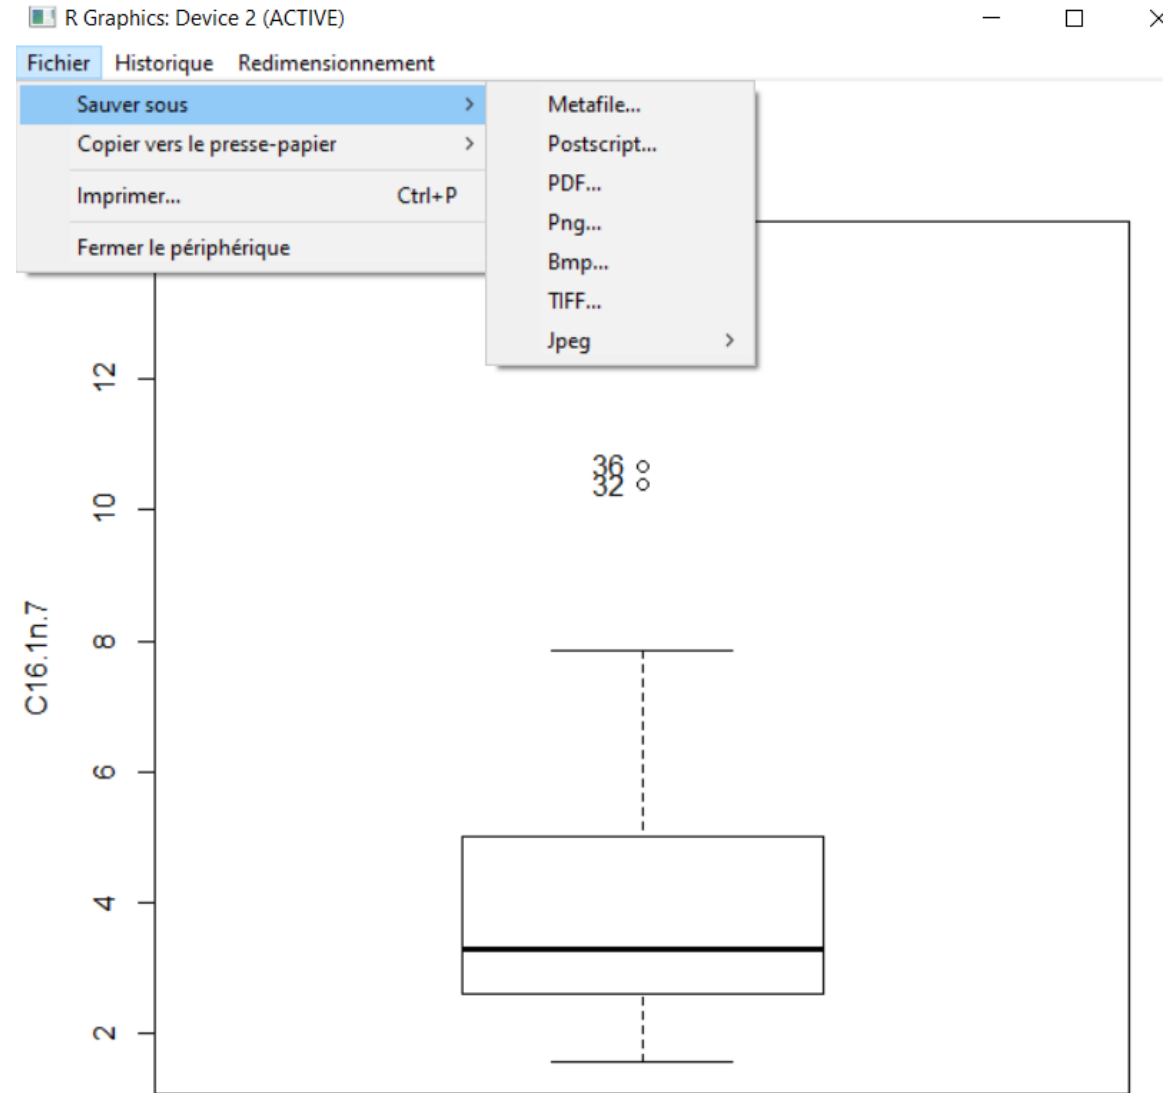 R Graphics: Device 2 (ACTIVE)
Fichier Historique Redimensionnement
Sauver sous
Copier vers le presse-papier
Imprimer... Ctrl+P
Fermer le périphérique
Metafile...
Postscript...
PDF...
Png...
Bmp...
TIFF...
Jpeg
12
10
8
6
4
2
C16.1n.7
36
32